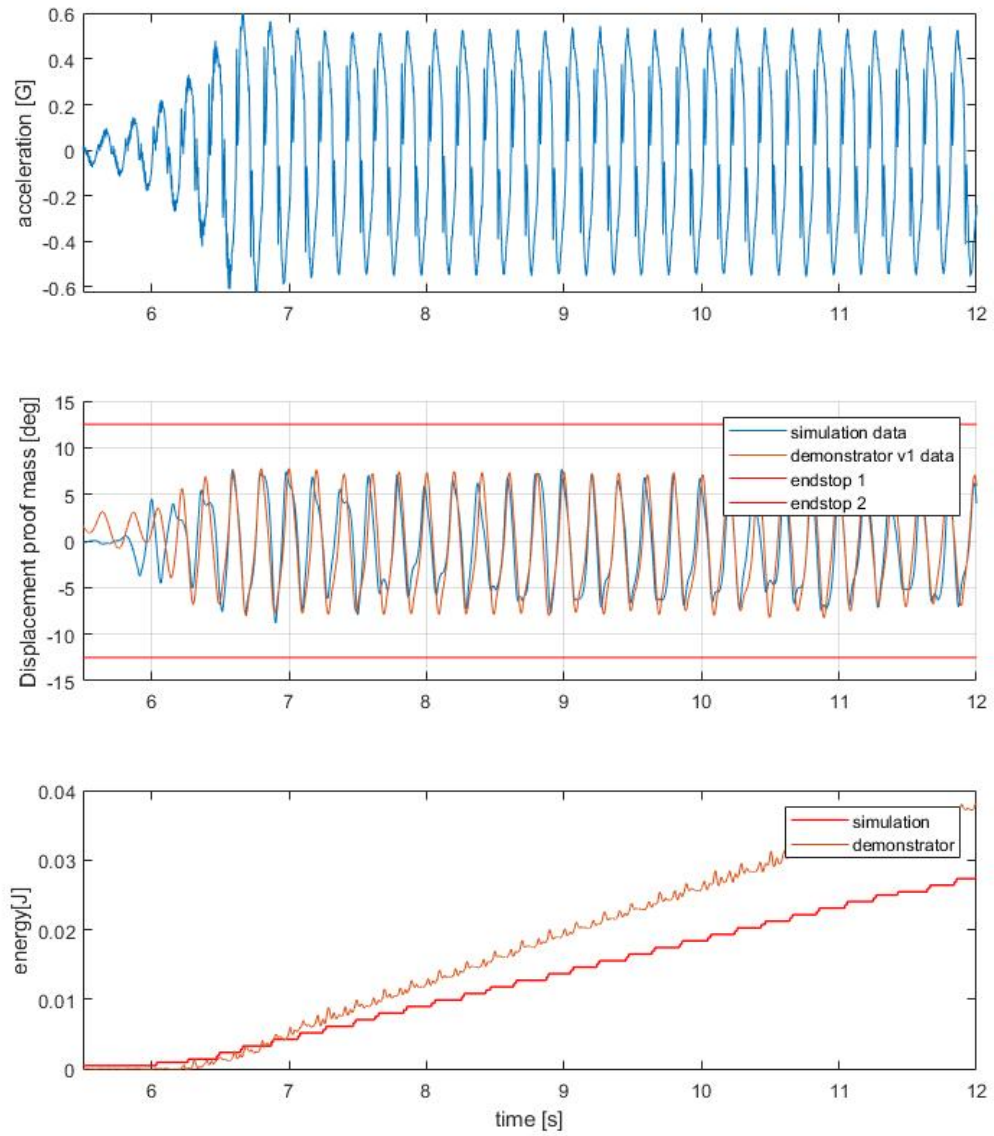 acceleration [G]
0.6
0.4
0.2
0
-0.2
-0.4
-0.6
6 7 8 9 10 11 12
Displacement proof mass [deg]
15
10
5
0
-5
-10
-15
simulation data
demonstrator v1 data
endstop 1
endstop 2
6 7 8 9 10 11 12
energy[J]
0.04
0.03
0.02
0.01
0
simulation
demonstrator
6 7 8 9 10 11 12
time [s]